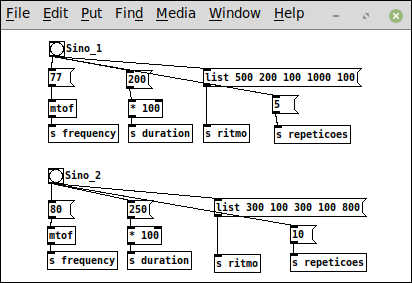 File Edit Put Find Media Window Help
Sino_1
77 200 list 500 200 100 1000 100 5
mtof * 100
s frequency s duration s ritmo s repeticoes
Sino_2
80 250 list 300 100 300 100 800 10
mtof * 100
s frequency s duration s ritmo s repeticoes